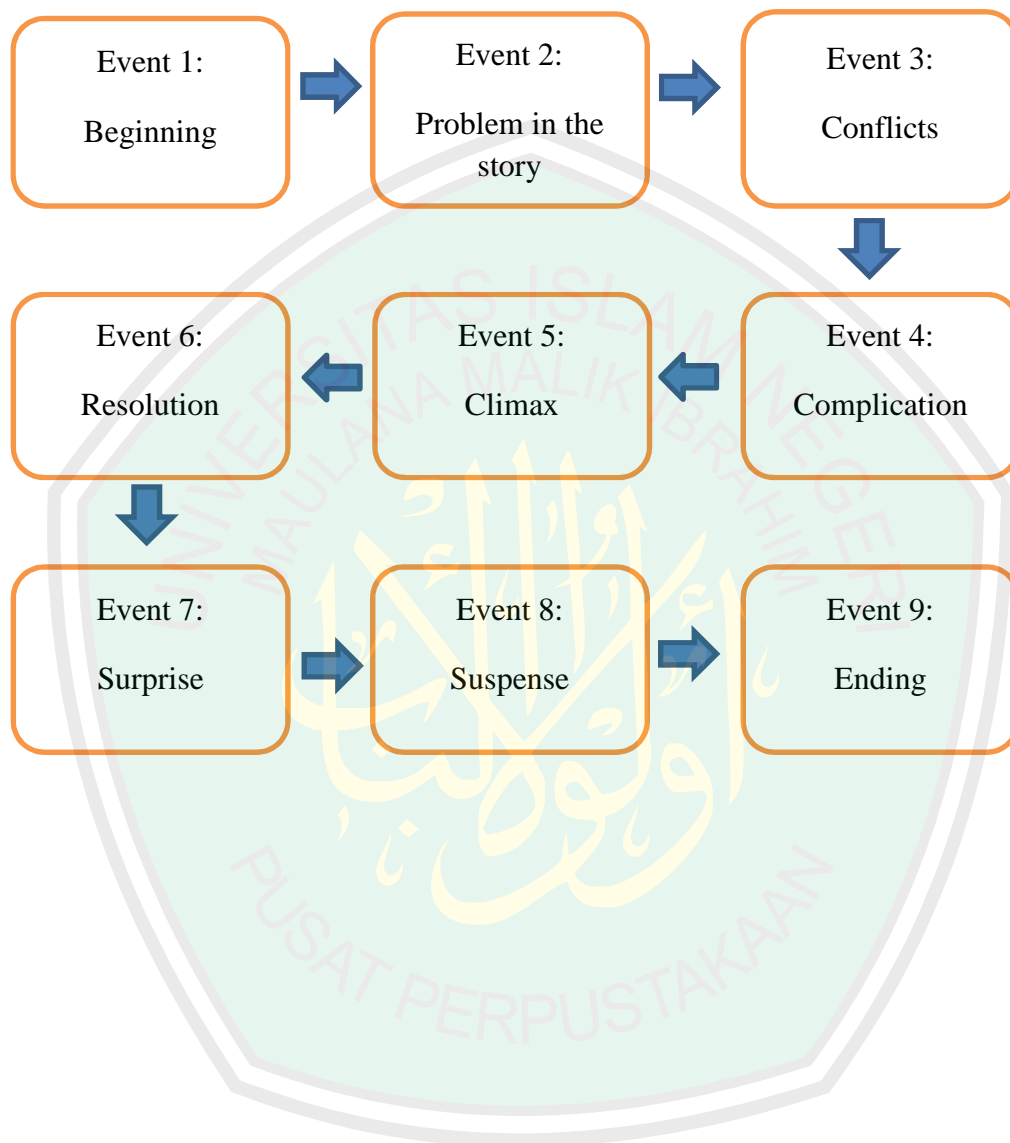 Event 1:
Beginning
Event 2:
Problem in the
story
Event 3:
Conflicts
Event 6:
Resolution
Event 5:
Climax
Event 4:
Complication
Event 7:
Surprise
Event 8:
Suspense
Event 9:
Ending
UNIVERSITAS ISLAM NEGERI
MAULANA MALIK IBRAHIM
PUSAT PERPUSTAKAAN